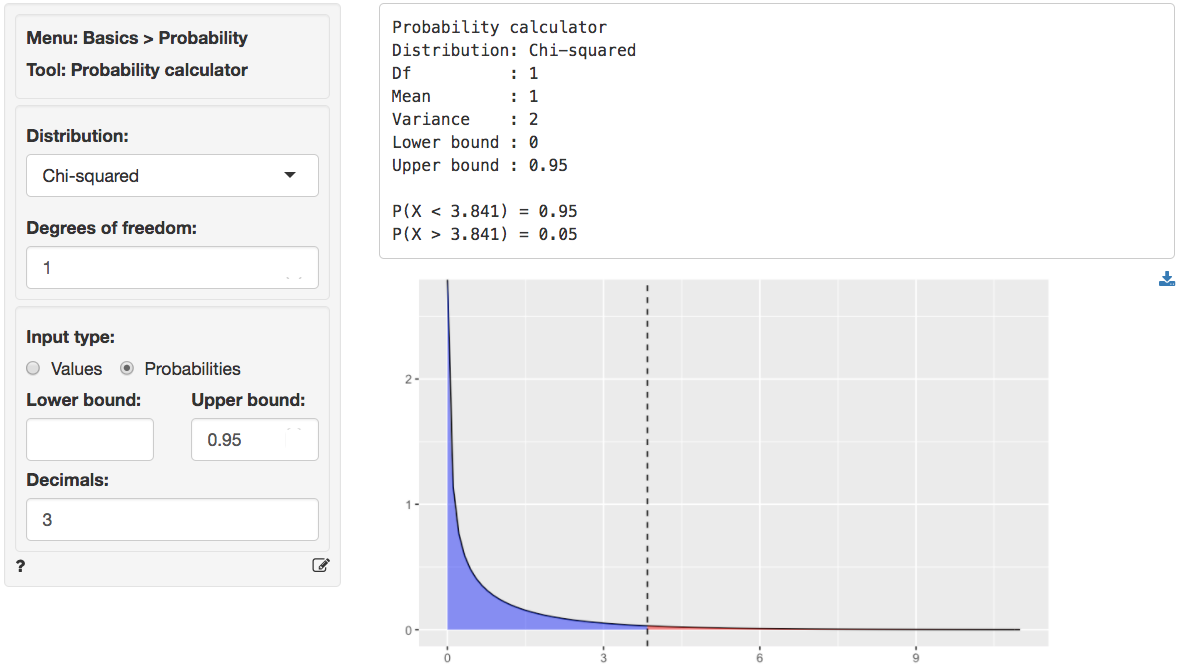 Menu: Basics > Probability
Tool: Probability calculator
Distribution:
Chi-squared
Degrees of freedom:
1
Input type:
Values Probabilities
Lower bound: Upper bound:
0.95
Decimals:
3
?
Probability calculator
Distribution: Chi-squared
Df : 1
Mean : 1
Variance : 2
Lower bound : 0
Upper bound : 0.95
P(X < 3.841) = 0.95
P(X > 3.841) = 0.05
2
1
0
0 3 6 9